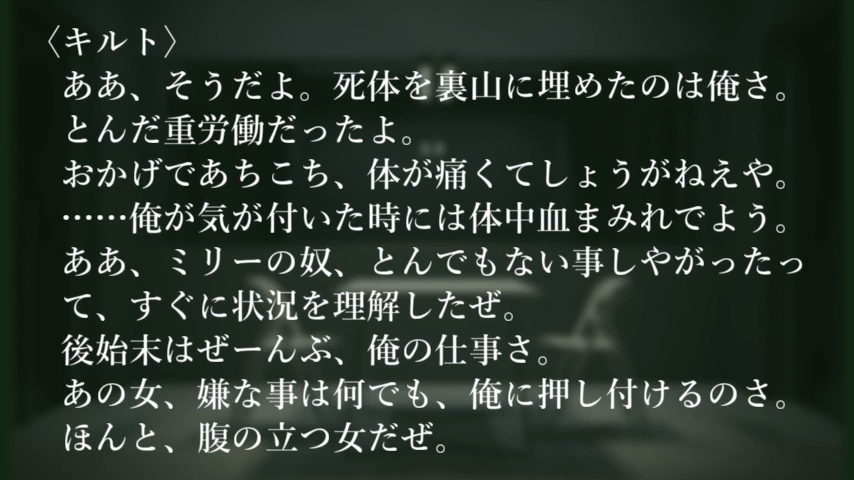 〈キルト〉
ああ、そうだよ。死体を裏山に埋めたのは俺さ。
とんだ重労働だったよ。
おかげであちこち、体が痛くてしょうがねえや。
……俺が気が付いた時には体中血まみれでよう。
ああ、ミリーの奴、とんでもない事しやがったっ
て、すぐに状況を理解したぜ。
後始末はぜーんぶ、俺の仕事さ。
あの女、嫌な事は何でも、俺に押し付けるのさ。
ほんと、腹の立つ女だぜ。